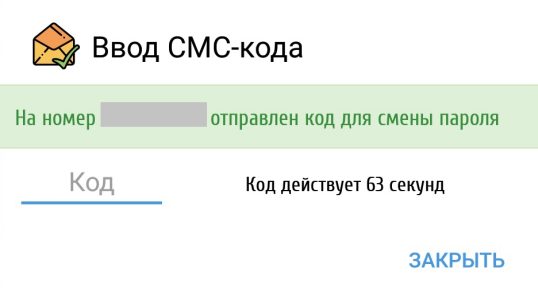 Ввод СМС-кода
На номер отправлен код для смены пароля
Код Код действует 63 секунд
ЗАКРЫТЬ